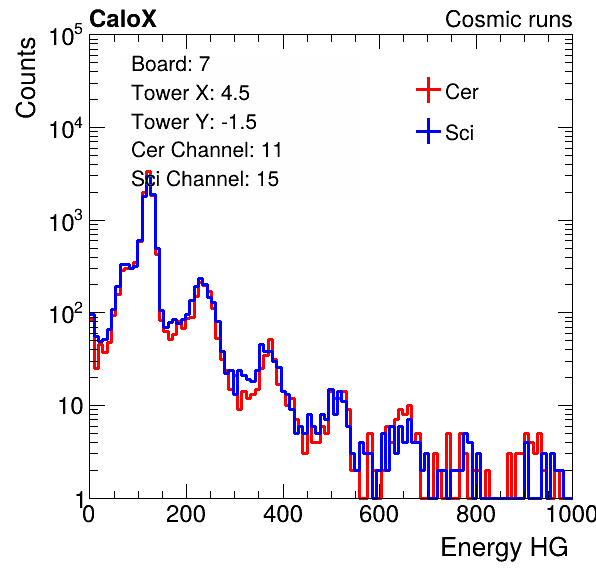 CaloX Cosmic runs
Counts
10^5
10^4
10^3
10^2
10
1
Board: 7
Tower X: 4.5
Tower Y: -1.5
Cer Channel: 11
Sci Channel: 15
Cer
Sci
0 200 400 600 800 1000
Energy HG